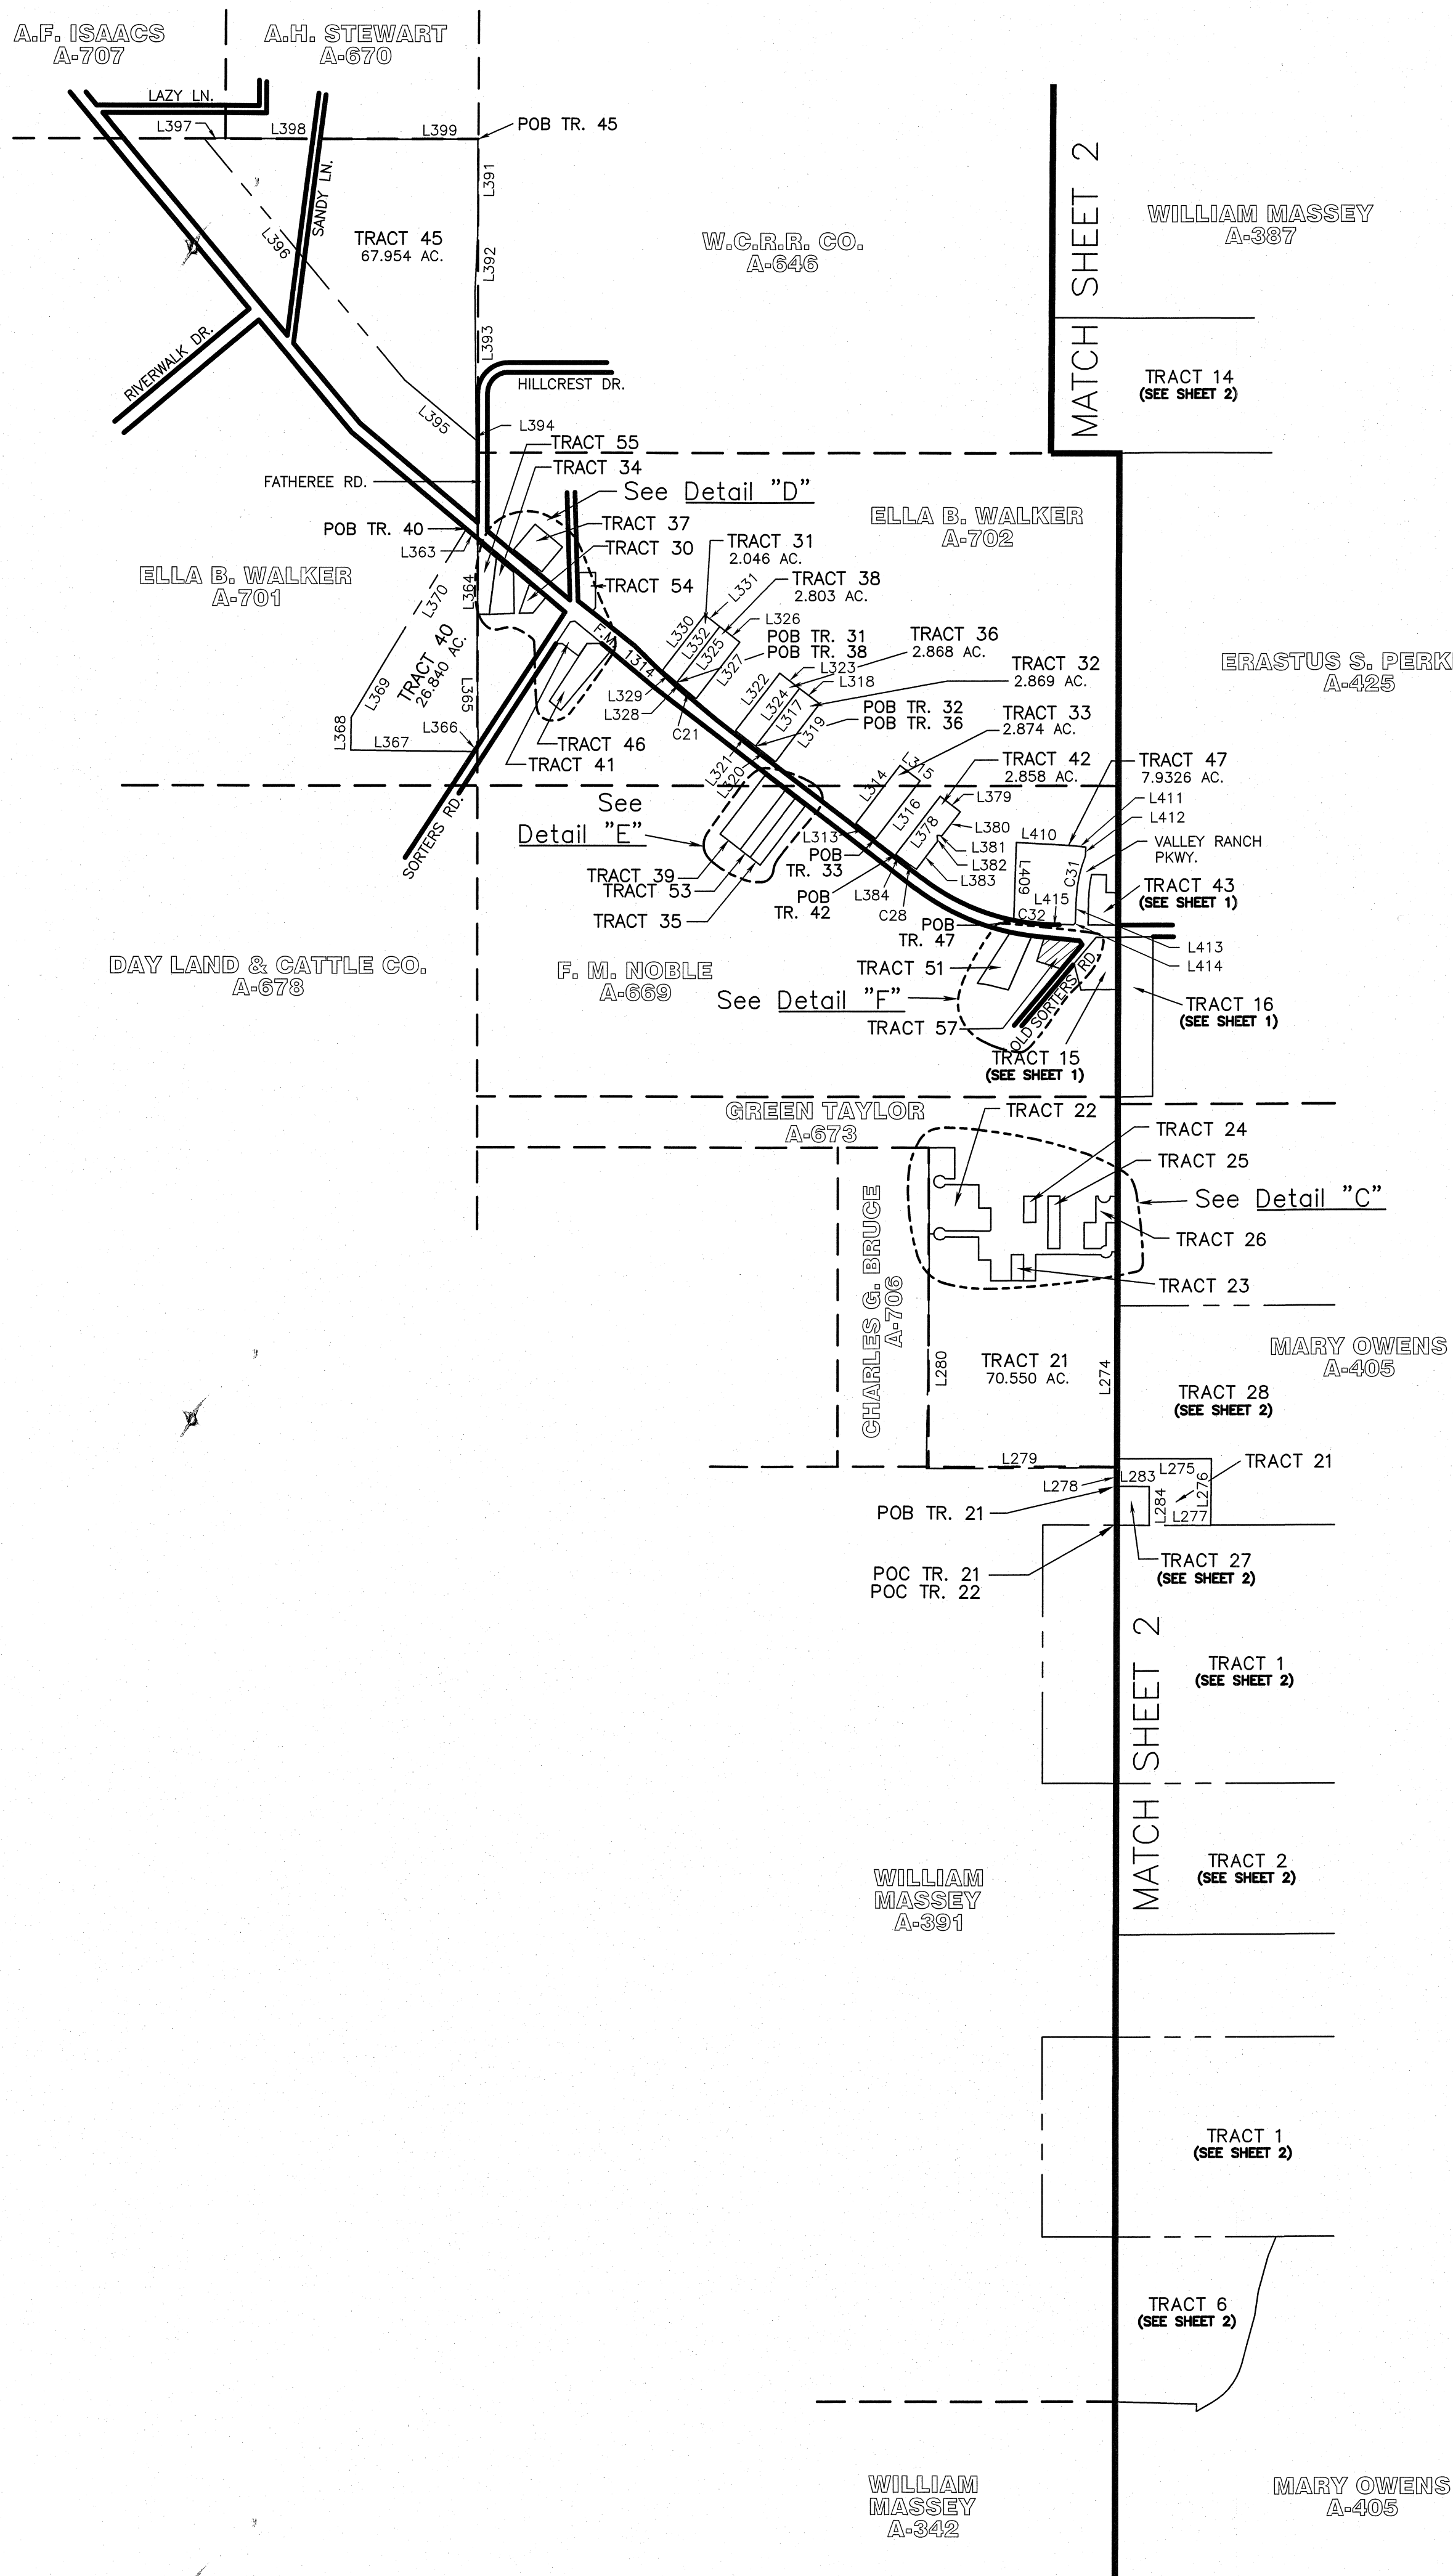 A.F. ISAACS
A-707
A.H. STEWART
A-670
LAZY LN.
L397
L398
L399
POB TR. 45
L391
SANDY LN.
L396
TRACT 45
67.954 AC.
L392
W.C.R.R. CO.
A-646
MATCH SHEET 2
WILLIAM MASSEY
A-387
RIVERWALK DR.
L393
HILLCREST DR.
TRACT 14
(SEE SHEET 2)
L395
L394
TRACT 55
TRACT 34
FATHEREE RD.
See Detail "D"
POB TR. 40
L363
TRACT 37
TRACT 30
ELLA B. WALKER
A-702
TRACT 31
2.046 AC.
ELLA B. WALKER
A-701
L370
L364
TRACT 54
L331
TRACT 38
2.803 AC.
L330
L332
L325
L326
L327
POB TR. 31
POB TR. 38
TRACT 36
2.868 AC.
F.M. 1314
TRACT 40
26.840 AC.
L369
L365
L329
L328
C21
L322
L323
L324
L318
L317
L319
TRACT 32
2.869 AC.
ERASTUS S. PERK
A-425
L368
L367
L366
TRACT 46
TRACT 41
L321
L320
POB TR. 32
POB TR. 36
TRACT 33
2.874 AC.
L314
L315
L316
L313
TRACT 42
2.858 AC.
TRACT 47
7.9326 AC.
L379
L411
L412
SORTERS RD.
See
Detail "E"
L378
L380
L381
L382
L383
L410
VALLEY RANCH
PKWY.
POB
TR. 33
L409
C31
TRACT 39
TRACT 53
TRACT 35
POB
TR. 42
L384
C28
L415
C32
TRACT 43
(SEE SHEET 1)
POB
TR. 47
L413
L414
DAY LAND & CATTLE CO.
A-678
F. M. NOBLE
A-669
TRACT 51
See Detail "F"
TRACT 57
OLD SORTERS RD.
TRACT 16
(SEE SHEET 1)
TRACT 15
(SEE SHEET 1)
GREEN TAYLOR
A-673
TRACT 22
TRACT 24
TRACT 25
See Detail "C"
TRACT 26
TRACT 23
CHARLES G. BRUCE
A-706
L280
TRACT 21
70.550 AC.
L274
MARY OWENS
A-405
TRACT 28
(SEE SHEET 2)
L279
L278
L283
L275
TRACT 21
L284
L276
L277
POB TR. 21
POC TR. 21
POC TR. 22
TRACT 27
(SEE SHEET 2)
MATCH SHEET 2
TRACT 1
(SEE SHEET 2)
TRACT 2
(SEE SHEET 2)
WILLIAM
MASSEY
A-391
TRACT 1
(SEE SHEET 2)
TRACT 6
(SEE SHEET 2)
WILLIAM
MASSEY
A-342
MARY OWENS
A-405